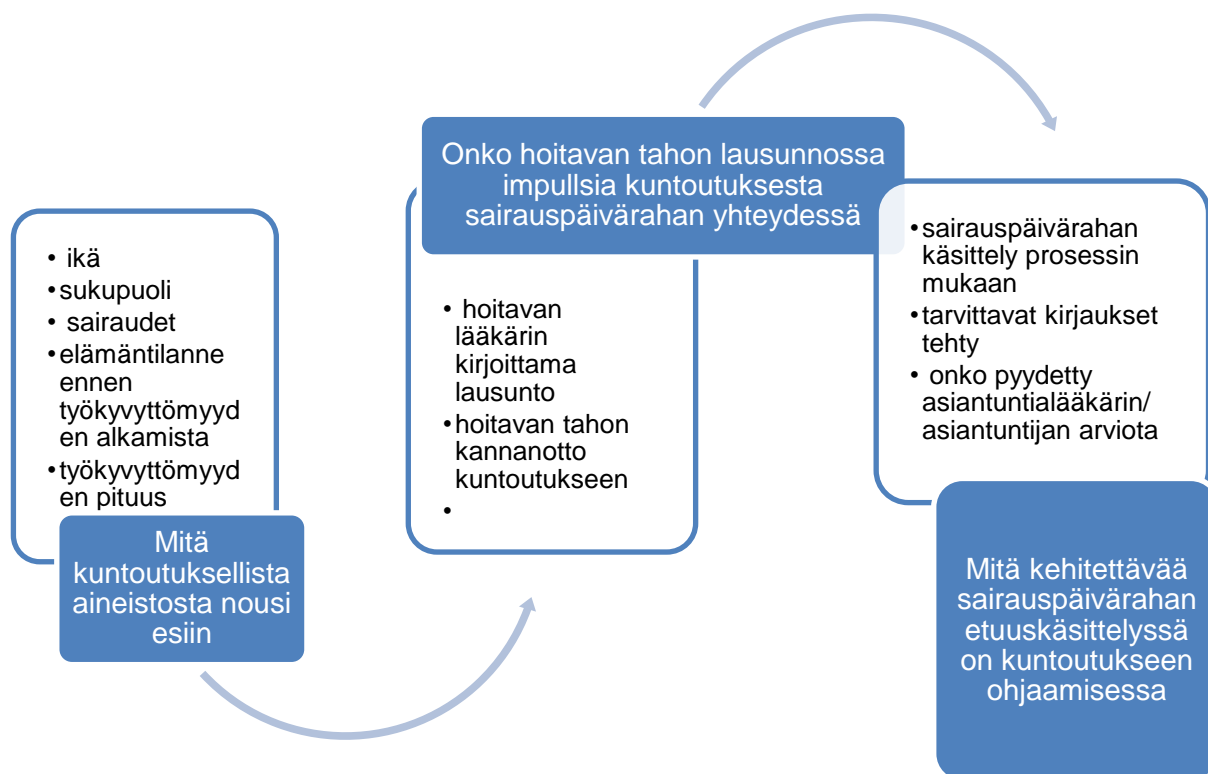 • ikä
• sukupuoli
• sairaudet
•elämäntilanne
ennen
työkyvyttömyyd
en alkamista
•työkyvyttömyyd
en pituus
Mitä
kuntoutuksellista
aineistosta nousi
esiin
Onko hoitavan tahon lausunnossa
impullsia kuntoutuksesta
sairauspäivärahan yhteydessä
• hoitavan
lääkärin
kirjoittama
lausunto
•hoitavan tahon
kannanotto
kuntoutukseen
•
•sairauspäivärahan
käsittely prosessin
mukaan
•tarvittavat kirjaukset
tehty
• onko pyydetty
asiantuntialääkärin/
asiantuntijan arviota
Mitä kehitettävää
sairauspäivärahan
etuuskäsittelyssä
on kuntoutukseen
ohjaamisessa